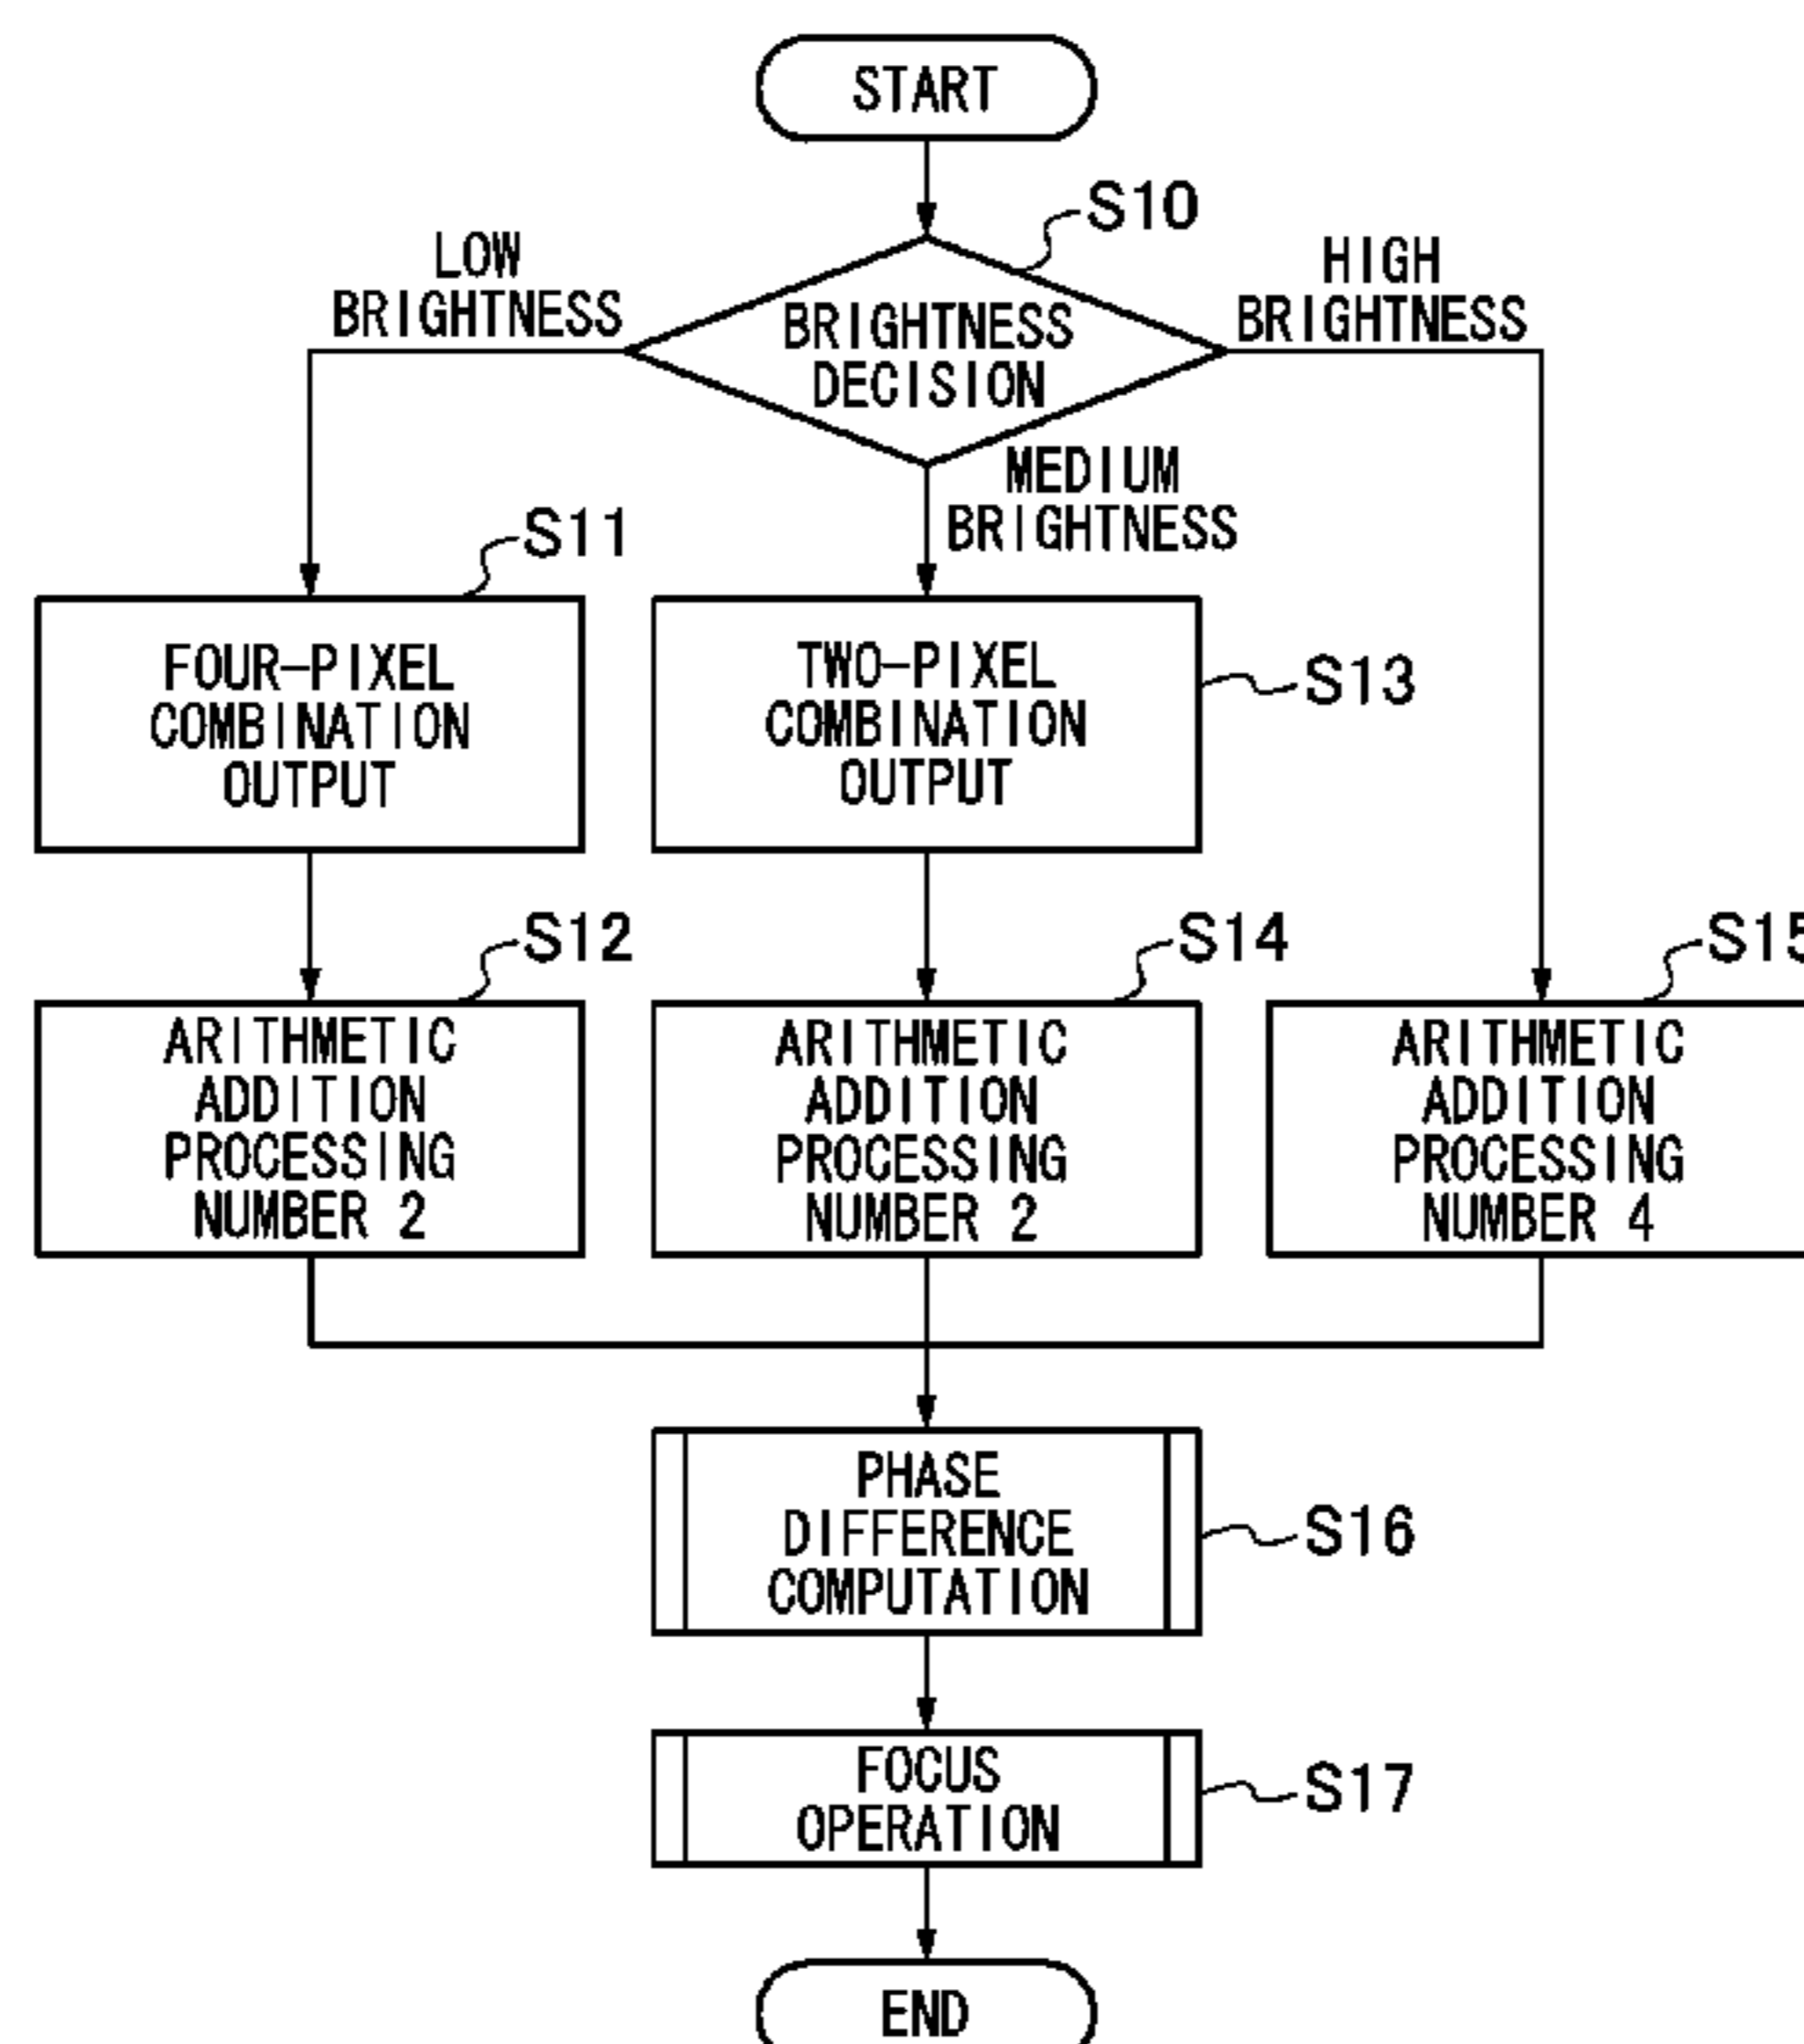 START
S10
LOW
BRIGHTNESS
HIGH
BRIGHTNESS
BRIGHTNESS
DECISION
MEDIUM
BRIGHTNESS
S11
FOUR-PIXEL
COMBINATION
OUTPUT
TWO-PIXEL
COMBINATION
OUTPUT
S13
S12
S14
S15
ARITHMETIC
ADDITION
PROCESSING
NUMBER 2
ARITHMETIC
ADDITION
PROCESSING
NUMBER 2
ARITHMETIC
ADDITION
PROCESSING
NUMBER 4
PHASE
DIFFERENCE
COMPUTATION
S16
FOCUS
OPERATION
S17
END